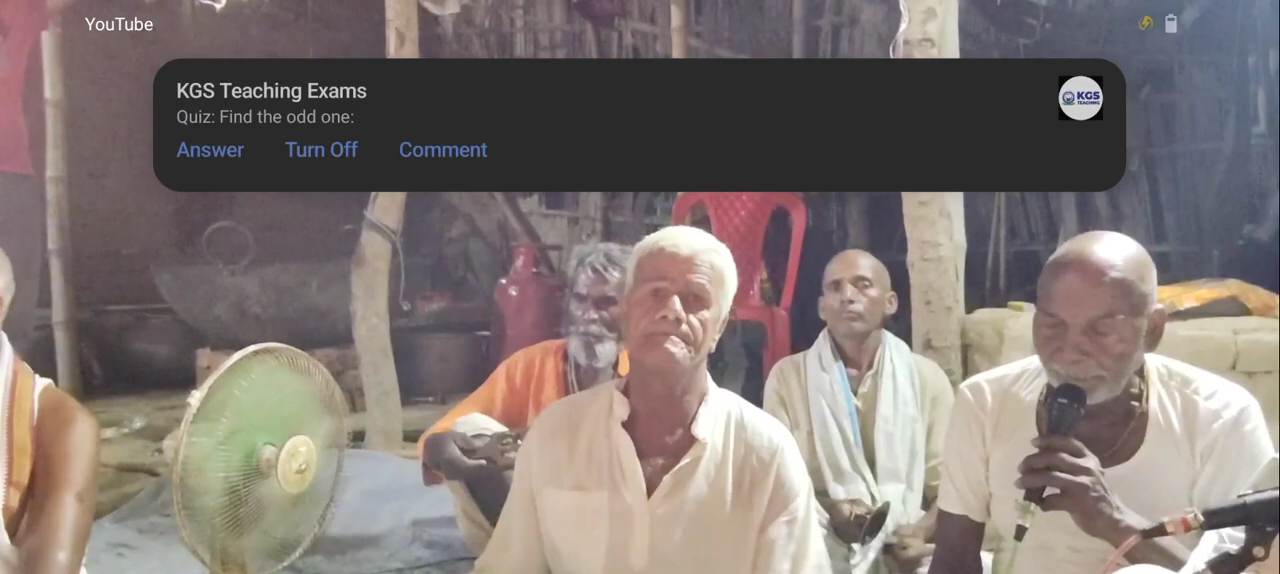 YouTube
KGS Teaching Exams
Quiz: Find the odd one:
Answer Turn Off Comment
KGS
TEACHING